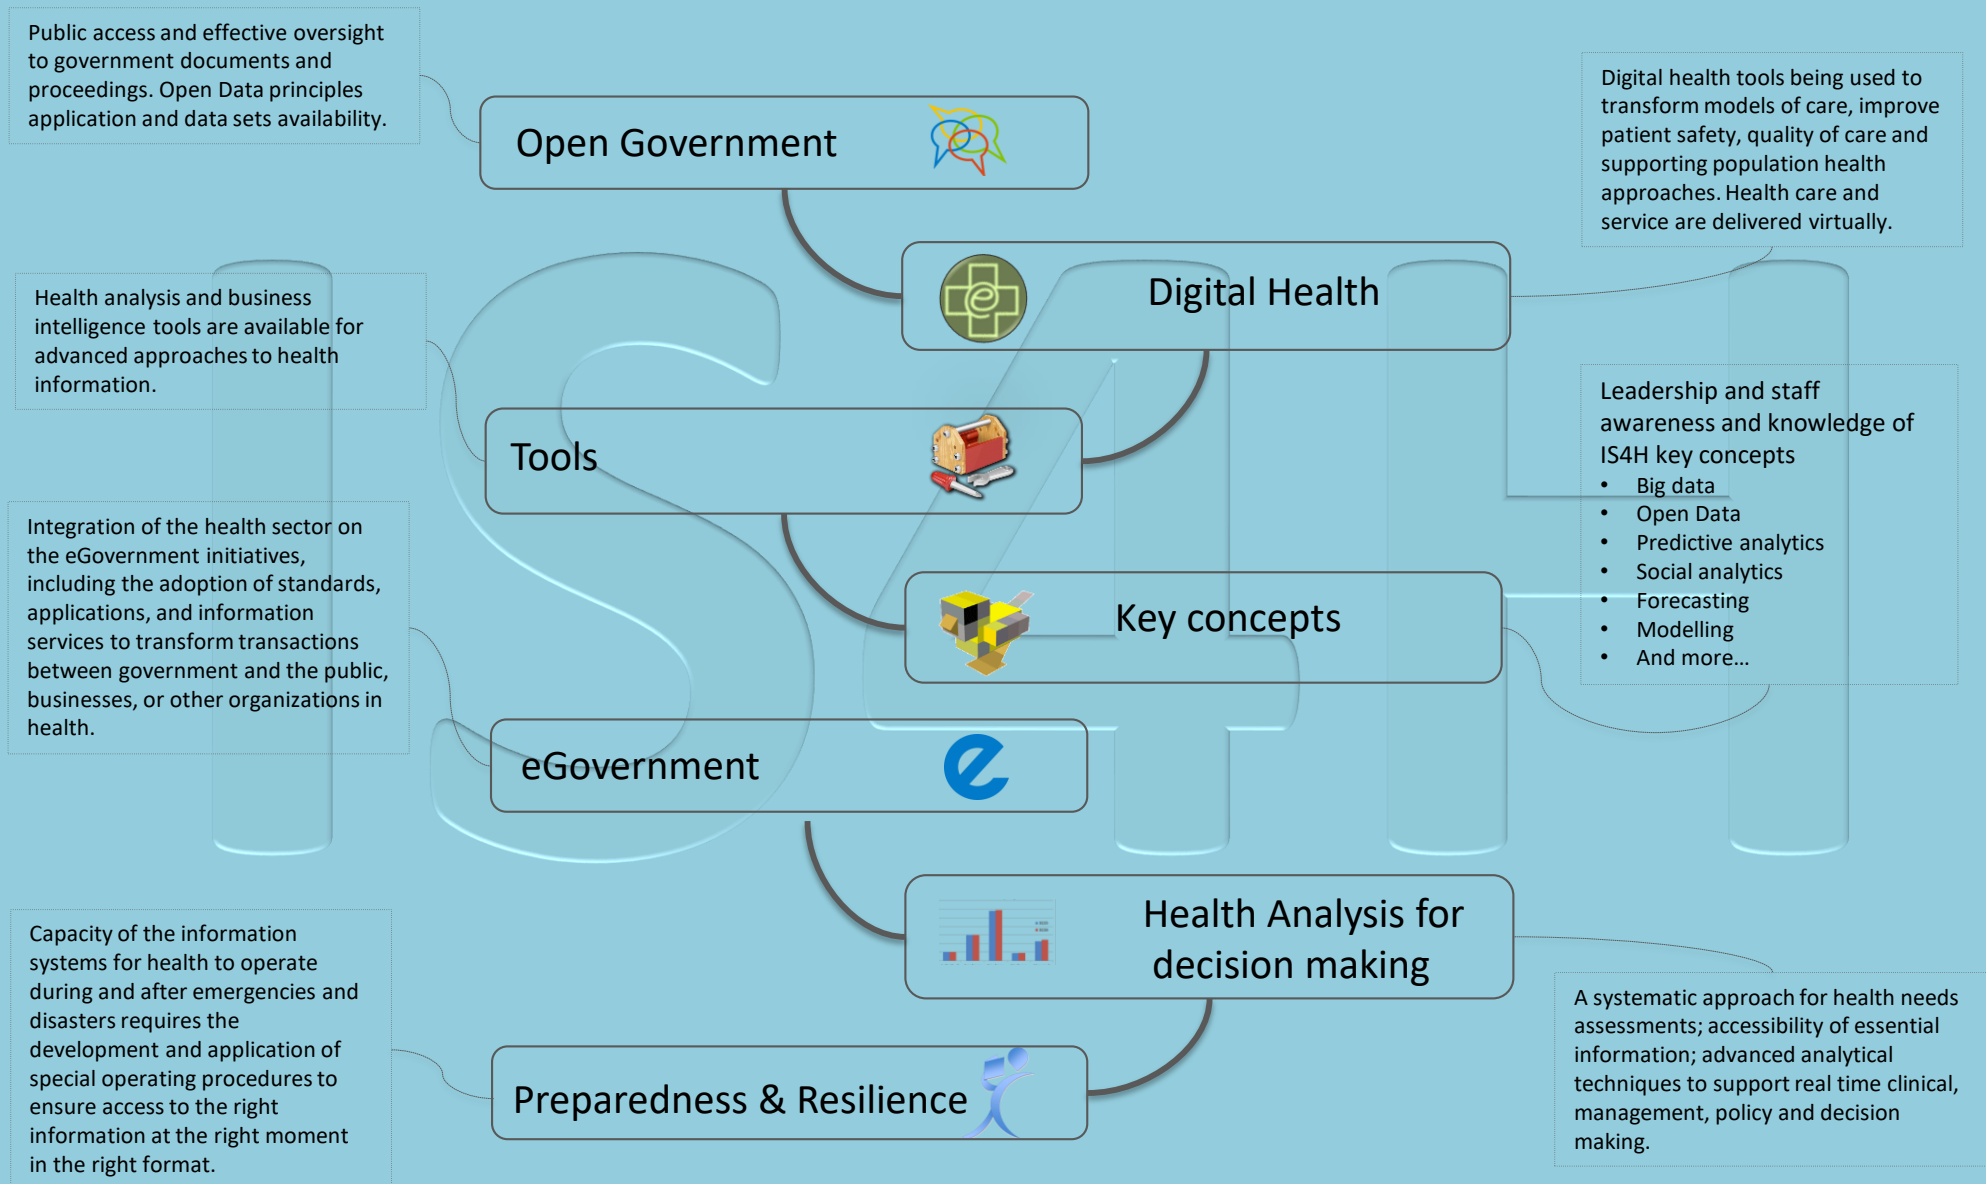 Public access and effective oversight
to government documents and
proceedings. Open Data principles
application and data sets availability.
Open Government
Digital health tools being used to
transform models of care, improve
patient safety, quality of care and
supporting population health
approaches. Health care and
service are delivered virtually.
Digital Health
Health analysis and business
intelligence tools are available for
advanced approaches to health
information.
Tools
Leadership and staff
awareness and knowledge of
IS4H key concepts
• Big data
• Open Data
• Predictive analytics
• Social analytics
• Forecasting
• Modelling
• And more...
Key concepts
Integration of the health sector on
the eGovernment initiatives,
including the adoption of standards,
applications, and information
services to transform transactions
between government and the public,
businesses, or other organizations in
health.
eGovernment
Health Analysis for
decision making
A systematic approach for health needs
assessments; accessibility of essential
information; advanced analytical
techniques to support real time clinical,
management, policy and decision
making.
Capacity of the information
systems for health to operate
during and after emergencies and
disasters requires the
development and application of
special operating procedures to
ensure access to the right
information at the right moment
in the right format.
Preparedness & Resilience
IS4H